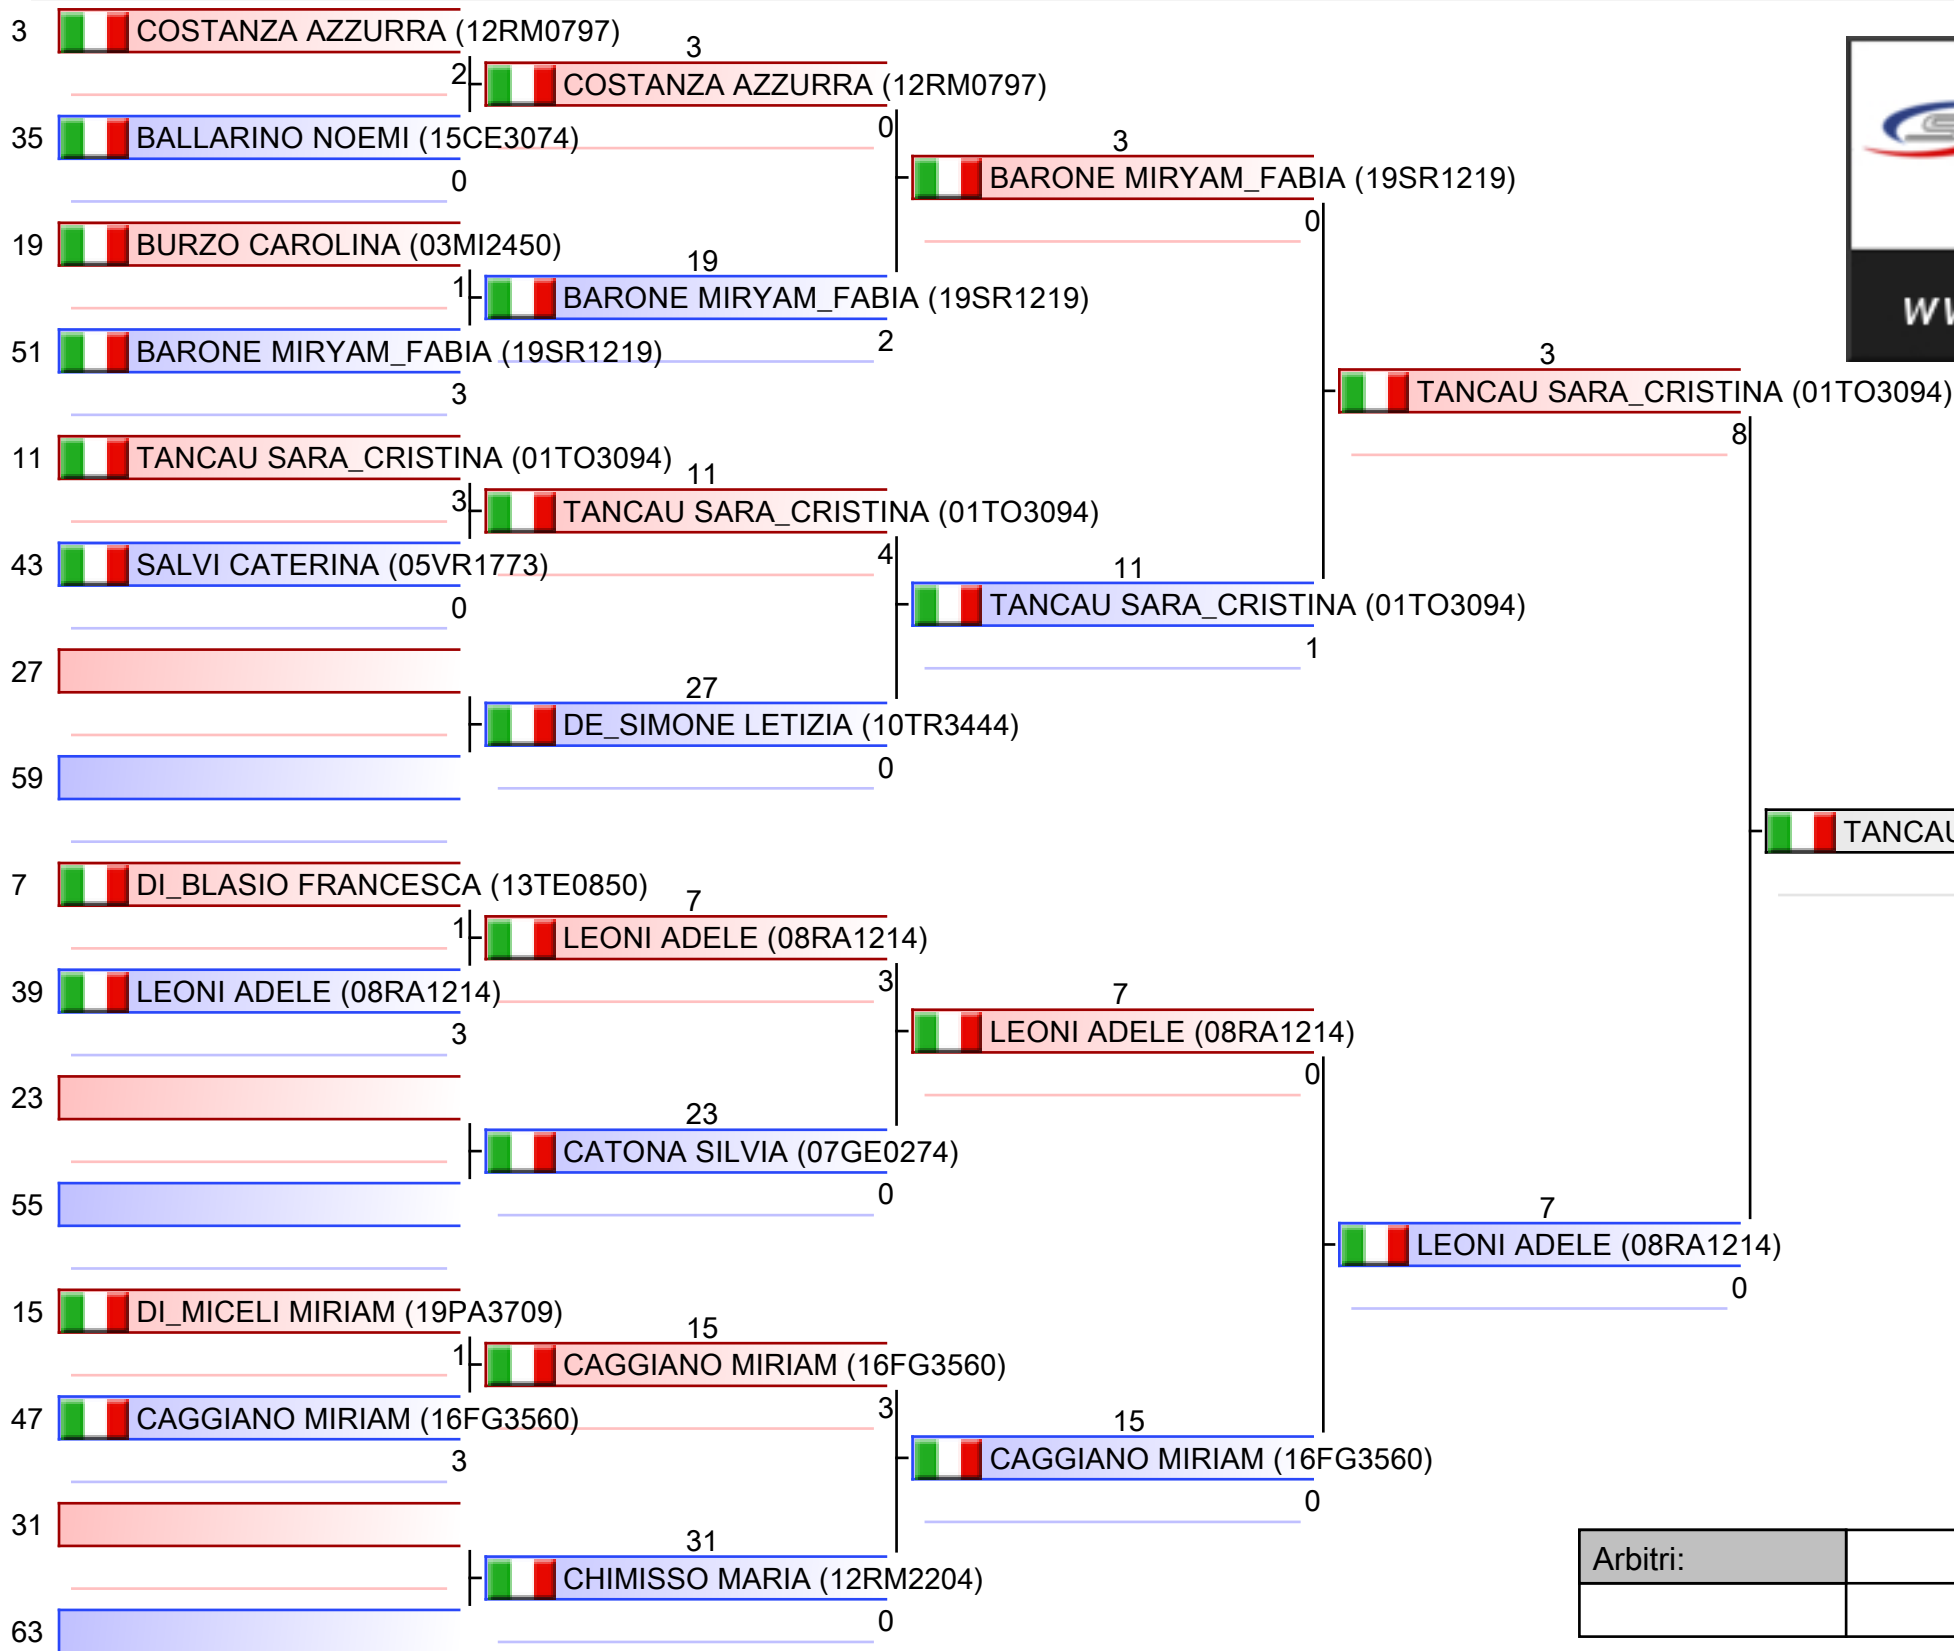 3 COSTANZA AZZURRA (12RM0797)
2
35 BALLARINO NOEMI (15CE3074)
0
19 BURZO CAROLINA (03MI2450)
1
51 BARONE MIRYAM_FABIA (19SR1219)
3
11 TANCAU SARA_CRISTINA (01TO3094)
3
43 SALVI CATERINA (05VR1773)
0
27
59
7 DI_BLASIO FRANCESCA (13TE0850)
1
39 LEONI ADELE (08RA1214)
3
23
55
15 DI_MICELI MIRIAM (19PA3709)
1
47 CAGGIANO MIRIAM (16FG3560)
3
31
63
3
COSTANZA AZZURRA (12RM0797)
0
19
BARONE MIRYAM_FABIA (19SR1219)
2
11
TANCAU SARA_CRISTINA (01TO3094)
4
27
DE_SIMONE LETIZIA (10TR3444)
0
7
LEONI ADELE (08RA1214)
3
23
CATONA SILVIA (07GE0274)
0
15
CAGGIANO MIRIAM (16FG3560)
3
31
CHIMISSO MARIA (12RM2204)
0
3
BARONE MIRYAM_FABIA (19SR1219)
0
11
TANCAU SARA_CRISTINA (01TO3094)
1
7
LEONI ADELE (08RA1214)
0
15
CAGGIANO MIRIAM (16FG3560)
0
3
TANCAU SARA_CRISTINA (01TO3094)
8
7
LEONI ADELE (08RA1214)
0
TANCAU
Arbitri: